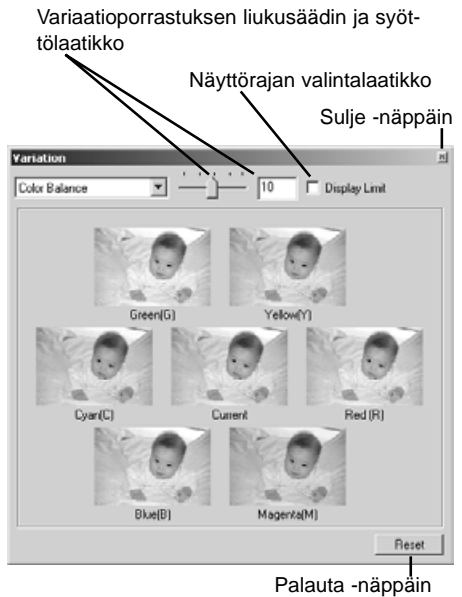 Variaatioporrastuksen liukusäädin ja syöt-
tölaatikko
Näyttörajan valintalaatikko
Sulje -näppäin
Variation
Color Balance 10 Display Limit
Green(G) Yellow(Y)
Cyan(C) Current Red (R)
Blue(B) Magenta(M)
Reset
Palauta -näppäin